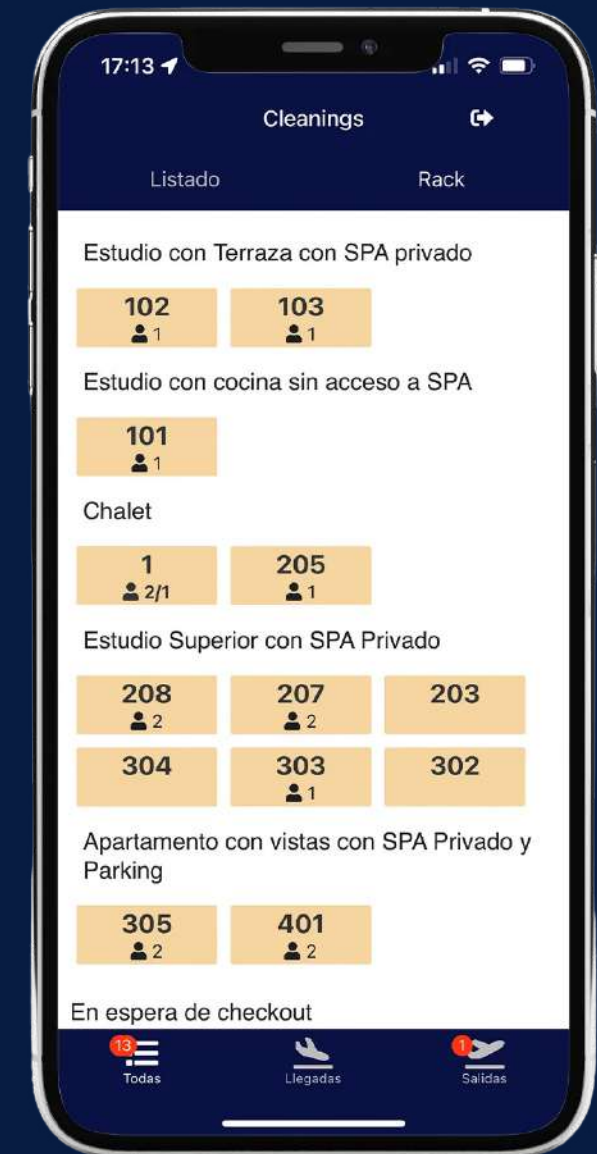 17:13
Cleanings
Listado Rack
Estudio con Terraza con SPA privado
102 103
1 1
Estudio con cocina sin acceso a SPA
101
1
Chalet
1 205
2/1 1
Estudio Superior con SPA Privado
208 207 203
2 2
304 303 302
1
Apartamento con vistas con SPA Privado y
Parking
305 401
2 2
En espera de checkout
13 1
Todas Llegadas Salidas